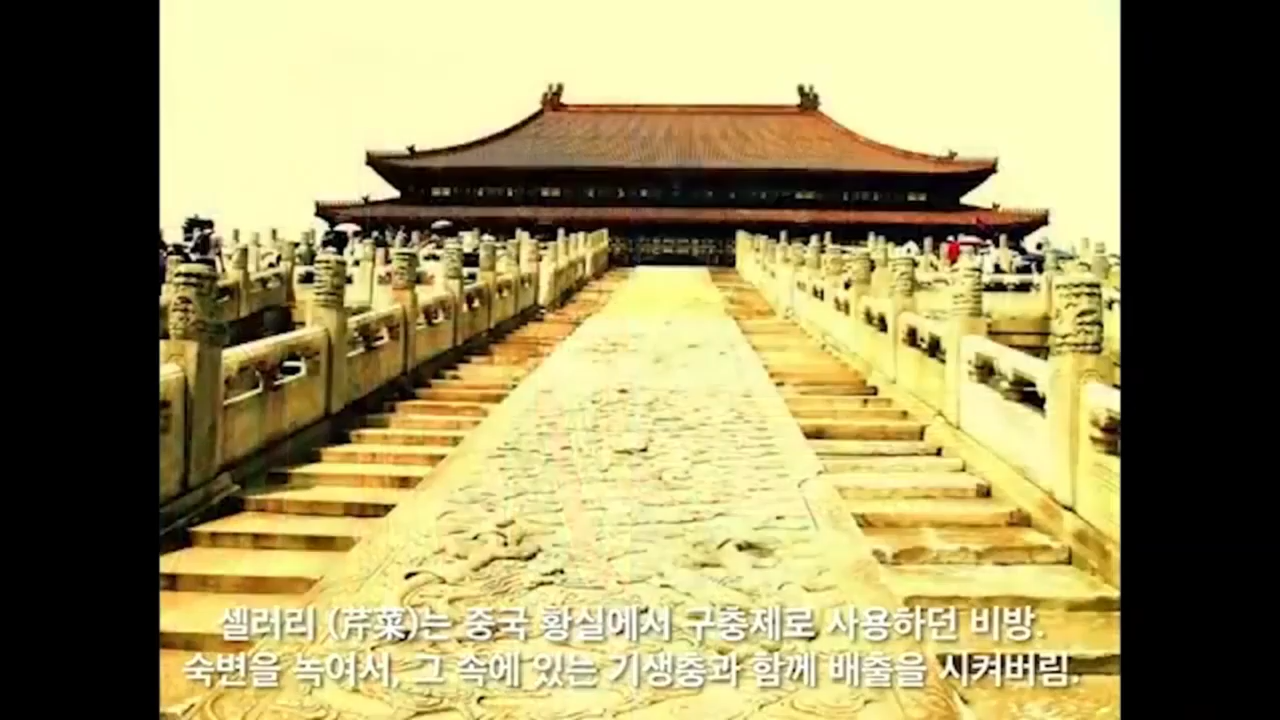 셀러리 (芹菜)는 중국 황실에서 구충제로 사용하던 비방.
숙변을 녹여서, 그 속에 있는 기생충과 함께 배출을 시켜버림.